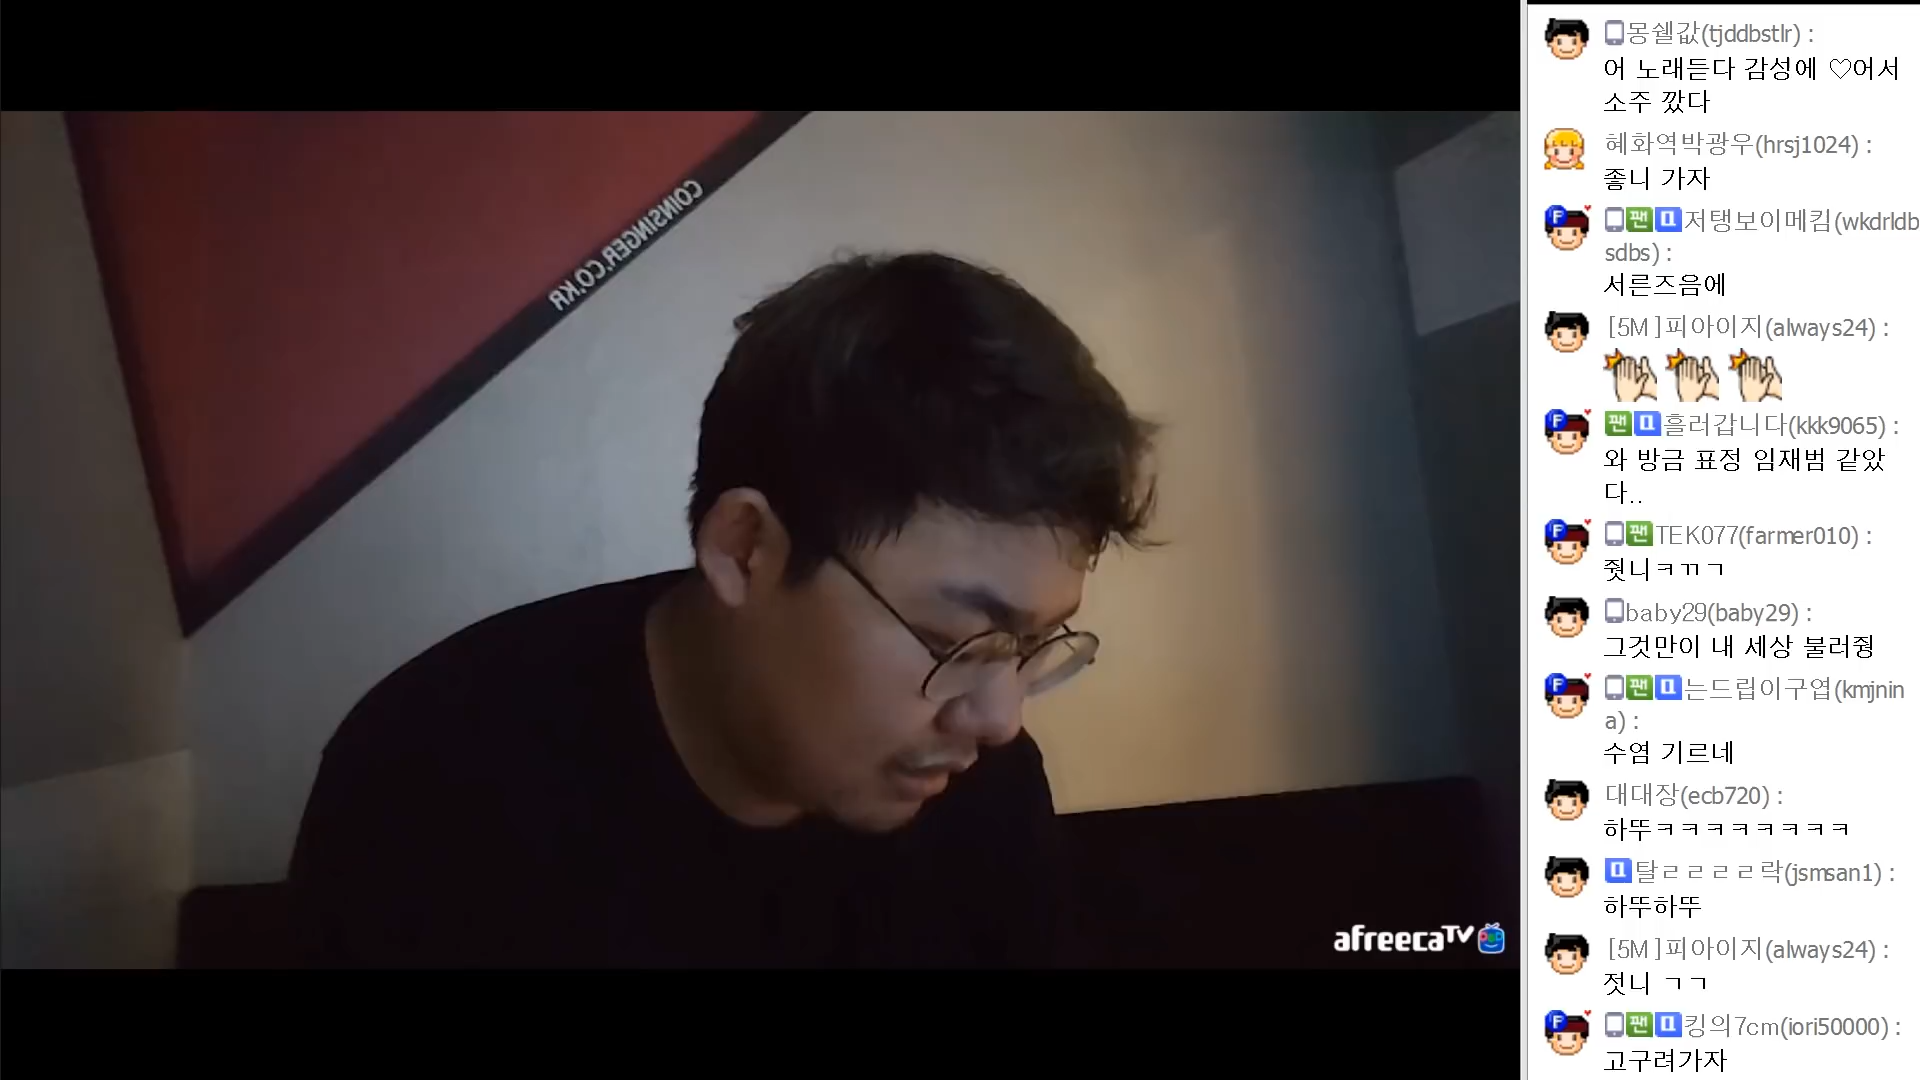 COINSINGER.CO.KR
afreecaTV
몽쉘값(tjddbstlr) :
어 노래듣다 감성에 ♡어서
소주 깠다
혜화역박광우(hrsj1024) :
좋니 가자
팬 저탱보이메킴(wkdrldb
sdbs) :
서른즈음에
[5M]피아이지(always24) :
팬 흘러갑니다(kkk9065) :
와 방금 표정 임재범 같았
다..
팬 TEK077(farmer010) :
줫니ㅋㄲㄱ
baby29(baby29) :
그것만이 내 세상 불러줭
팬 는드립이구엽(kmjnin
a) :
수염 기르네
대대장(ecb720) :
하뚜ㅋㅋㅋㅋㅋㅋㅋㅋ
탈ㄹㄹㄹㄹ락(jsmsan1) :
하뚜하뚜
[5M]피아이지(always24) :
젓니 ㄱㄱ
팬 킹의7cm(iori50000) :
고구려가자